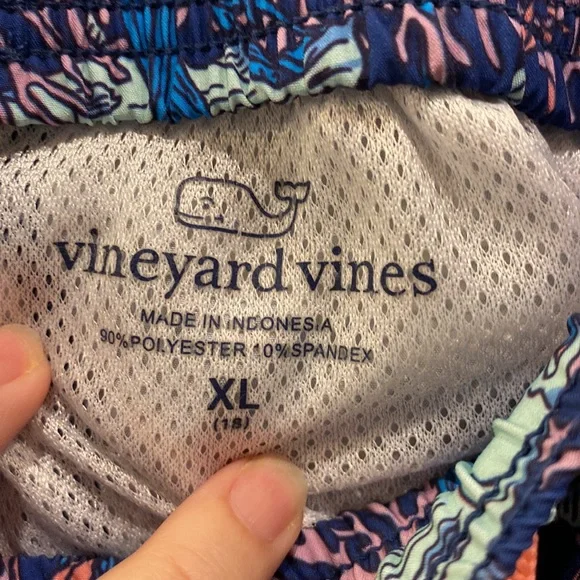 vineyard vines
MADE IN INDONESIA
90%POLYESTER 10%SPANDEX
XL
(18)